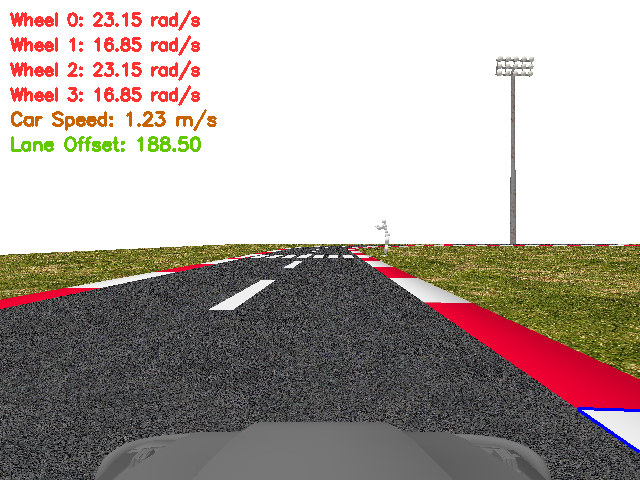 Wheel 0: 23.15 rad/s
Wheel 1: 16.85 rad/s
Wheel 2: 23.15 rad/s
Wheel 3: 16.85 rad/s
Car Speed: 1.23 m/s
Lane Offset: 188.50